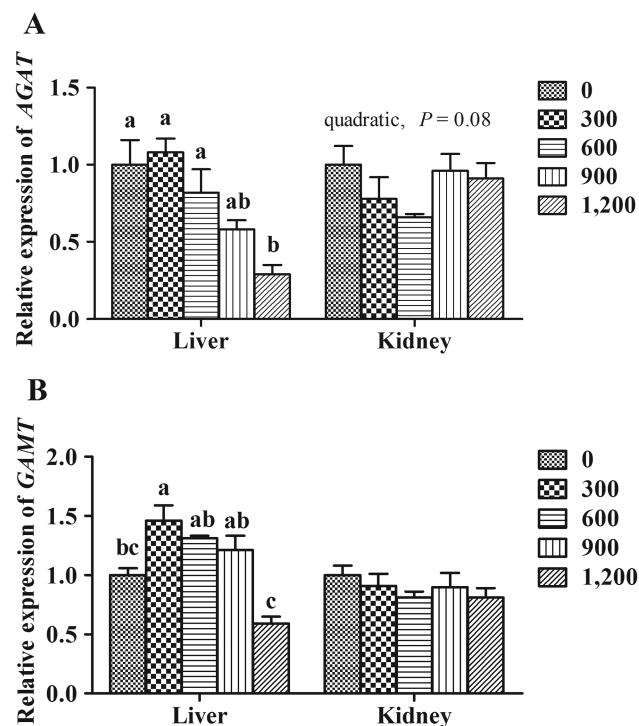 A
Relative expression of AGAT
1.5
1.0
0.5
0.0
a a a ab b
quadratic, P = 0.08
Liver Kidney
0
300
600
900
1,200
B
Relative expression of GAMT
2.0
1.5
1.0
0.5
0.0
bc a ab ab c
Liver Kidney
0
300
600
900
1,200